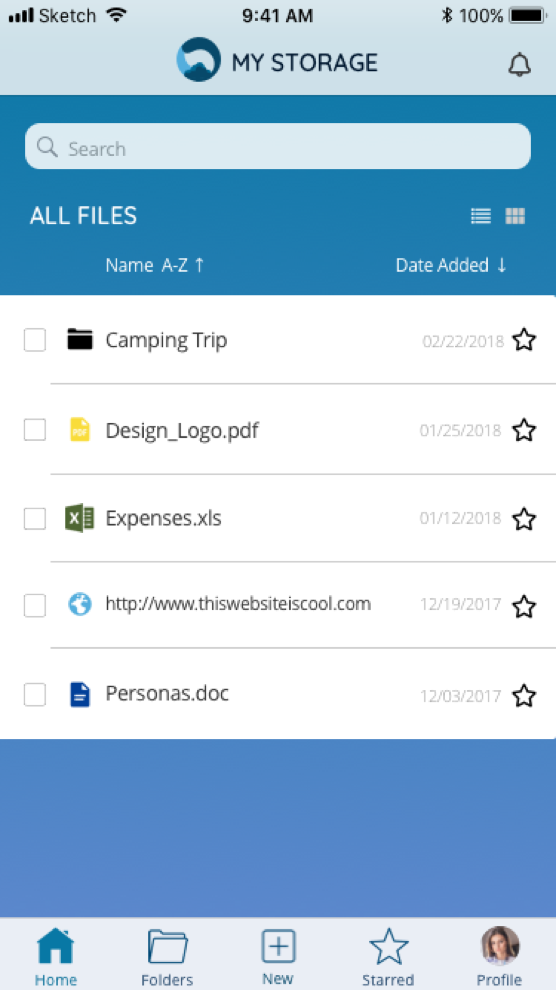 Sketch 9:41 AM 100%
MY STORAGE
Search
ALL FILES
Name A-Z ↑ Date Added ↓
Camping Trip 02/22/2018
PDF Design_Logo.pdf 01/25/2018
X Expenses.xls 01/12/2018
http://www.thiswebsiteiscool.com 12/19/2017
Personas.doc 12/03/2017
Home Folders New Starred Profile